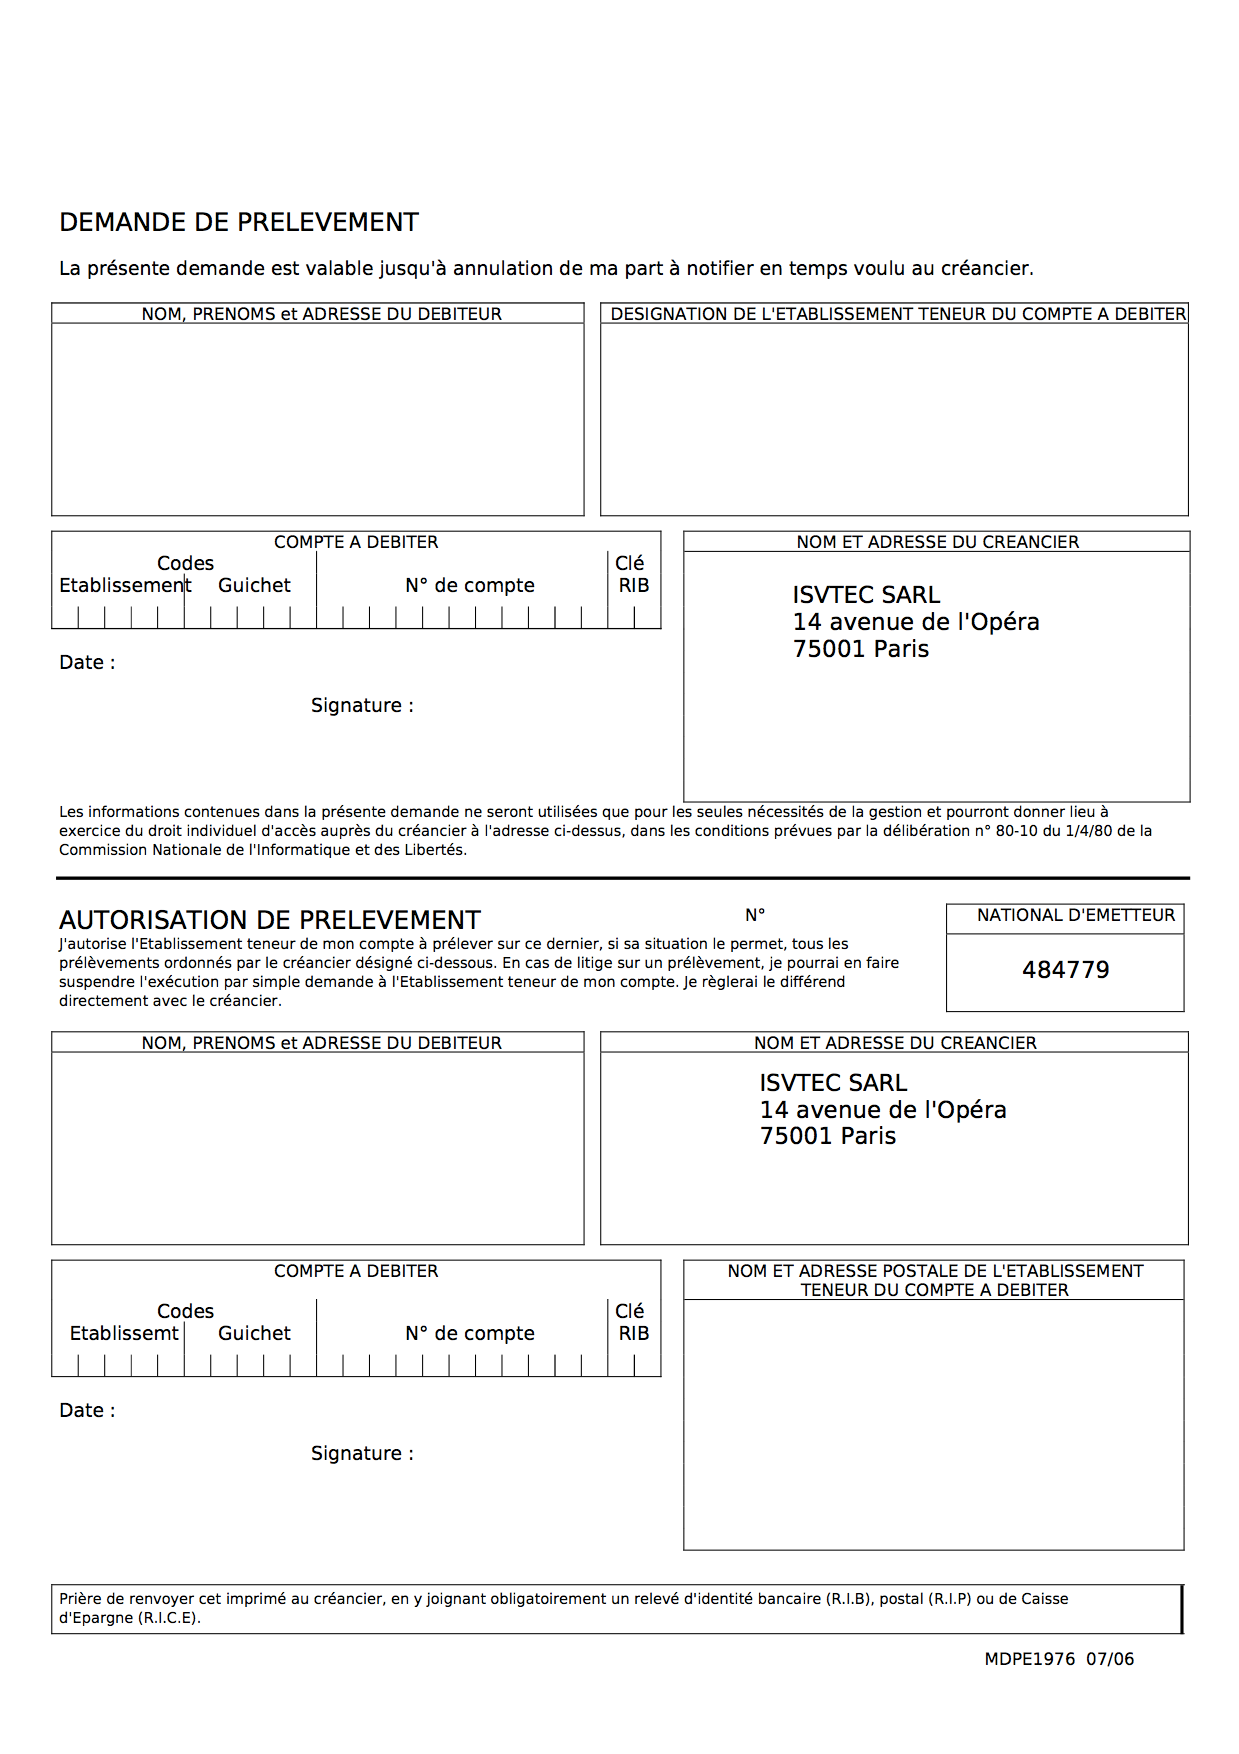 DEMANDE DE PRELEVEMENT
La présente demande est valable jusqu'à annulation de ma part à notifier en temps voulu au créancier.
NOM, PRENOMS et ADRESSE DU DEBITEUR
DESIGNATION DE L'ETABLISSEMENT TENEUR DU COMPTE A DEBITER
COMPTE A DEBITER
Codes
Clé
Etablissement Guichet N° de compte RIB
NOM ET ADRESSE DU CREANCIER
ISVTEC SARL
14 avenue de l'Opéra
75001 Paris
Date :
Signature :
Les informations contenues dans la présente demande ne seront utilisées que pour les seules nécessités de la gestion et pourront donner lieu à
exercice du droit individuel d'accès auprès du créancier à l'adresse ci-dessus, dans les conditions prévues par la délibération n° 80-10 du 1/4/80 de la
Commission Nationale de l'Informatique et des Libertés.
AUTORISATION DE PRELEVEMENT
N°
NATIONAL D'EMETTEUR
484779
J'autorise l'Etablissement teneur de mon compte à prélever sur ce dernier, si sa situation le permet, tous les
prélèvements ordonnés par le créancier désigné ci-dessous. En cas de litige sur un prélèvement, je pourrai en faire
suspendre l'exécution par simple demande à l'Etablissement teneur de mon compte. Je règlerai le différend
directement avec le créancier.
NOM, PRENOMS et ADRESSE DU DEBITEUR
NOM ET ADRESSE DU CREANCIER
ISVTEC SARL
14 avenue de l'Opéra
75001 Paris
COMPTE A DEBITER
Codes
Clé
Etablissemt Guichet N° de compte RIB
NOM ET ADRESSE POSTALE DE L'ETABLISSEMENT
TENEUR DU COMPTE A DEBITER
Date :
Signature :
Prière de renvoyer cet imprimé au créancier, en y joignant obligatoirement un relevé d'identité bancaire (R.I.B), postal (R.I.P) ou de Caisse
d'Epargne (R.I.C.E).
MDPE1976 07/06